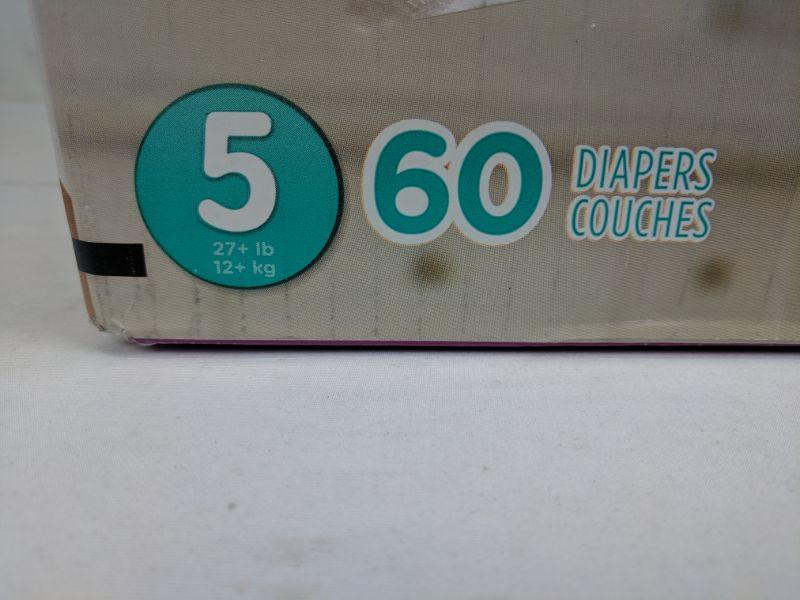 5
27+ lb
12+ kg
60
DIAPERS
COUCHES